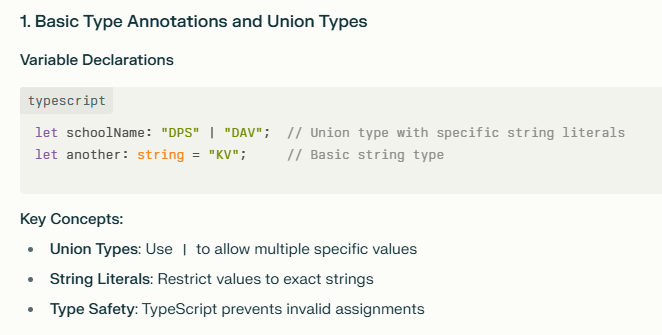 1. Basic Type Annotations and Union Types
Variable Declarations
typescript
let schoolName: "DPS" | "DAV";  // Union type with specific string literals
let another: string = "KV";     // Basic string type
Key Concepts:
• Union Types: Use | to allow multiple specific values
• String Literals: Restrict values to exact strings
• Type Safety: TypeScript prevents invalid assignments